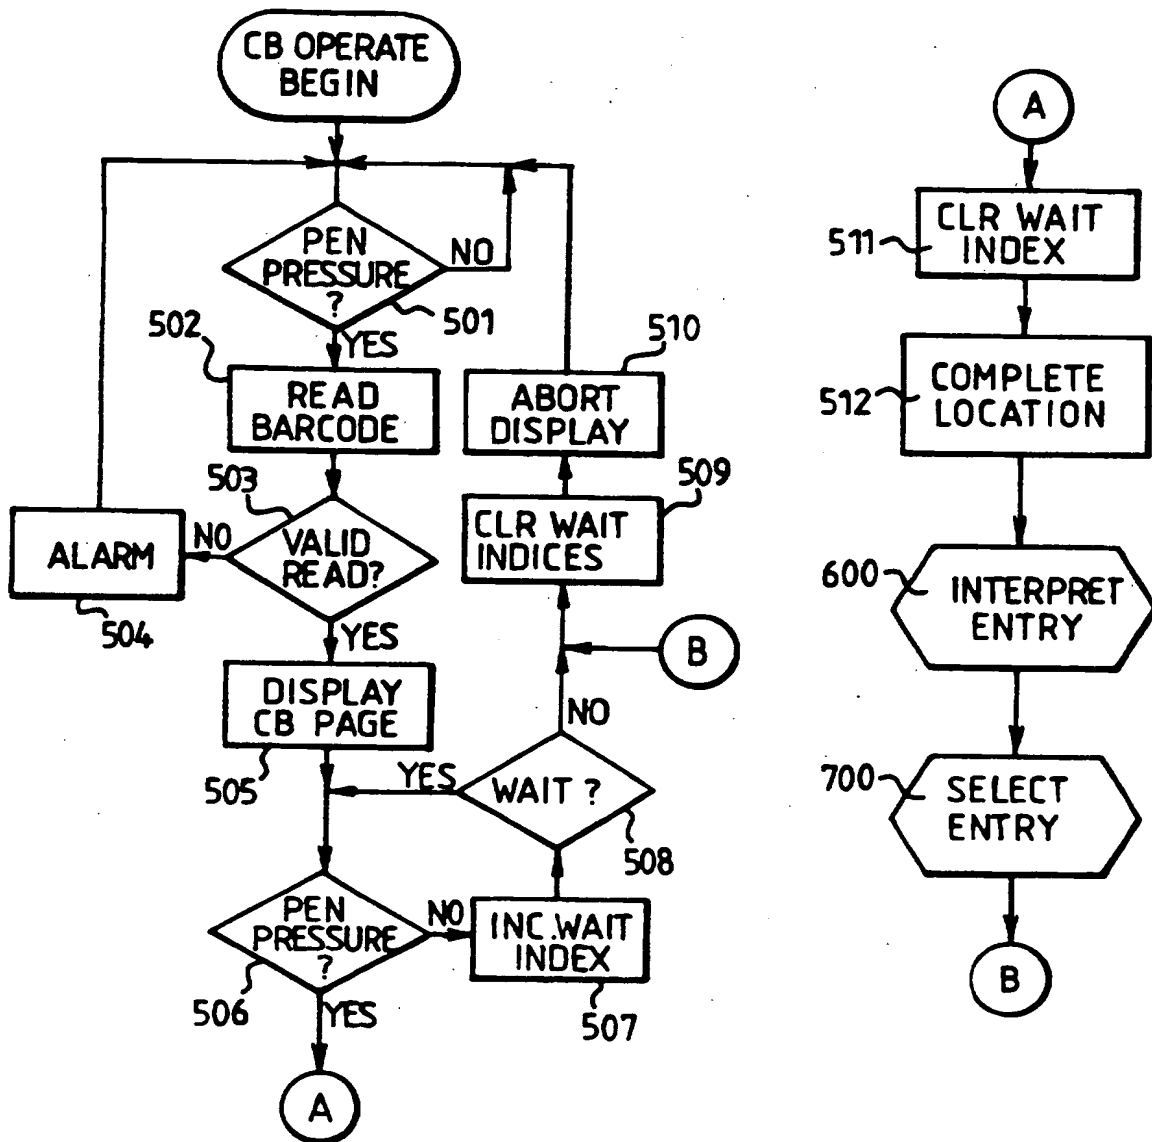 CB OPERATE
BEGIN
PEN
PRESSURE
?
NO
501
YES
502
READ
BARCODE
503
VALID
READ?
NO
ALARM
504
YES
DISPLAY
CB PAGE
505
PEN
PRESSURE
?
506
NO
YES
A
INC.WAIT
INDEX
507
WAIT ?
508
YES
NO
B
CLR WAIT
INDICES
509
ABORT
DISPLAY
510
A
CLR WAIT
INDEX
511
COMPLETE
LOCATION
512
INTERPRET
ENTRY
600
SELECT
ENTRY
700
B